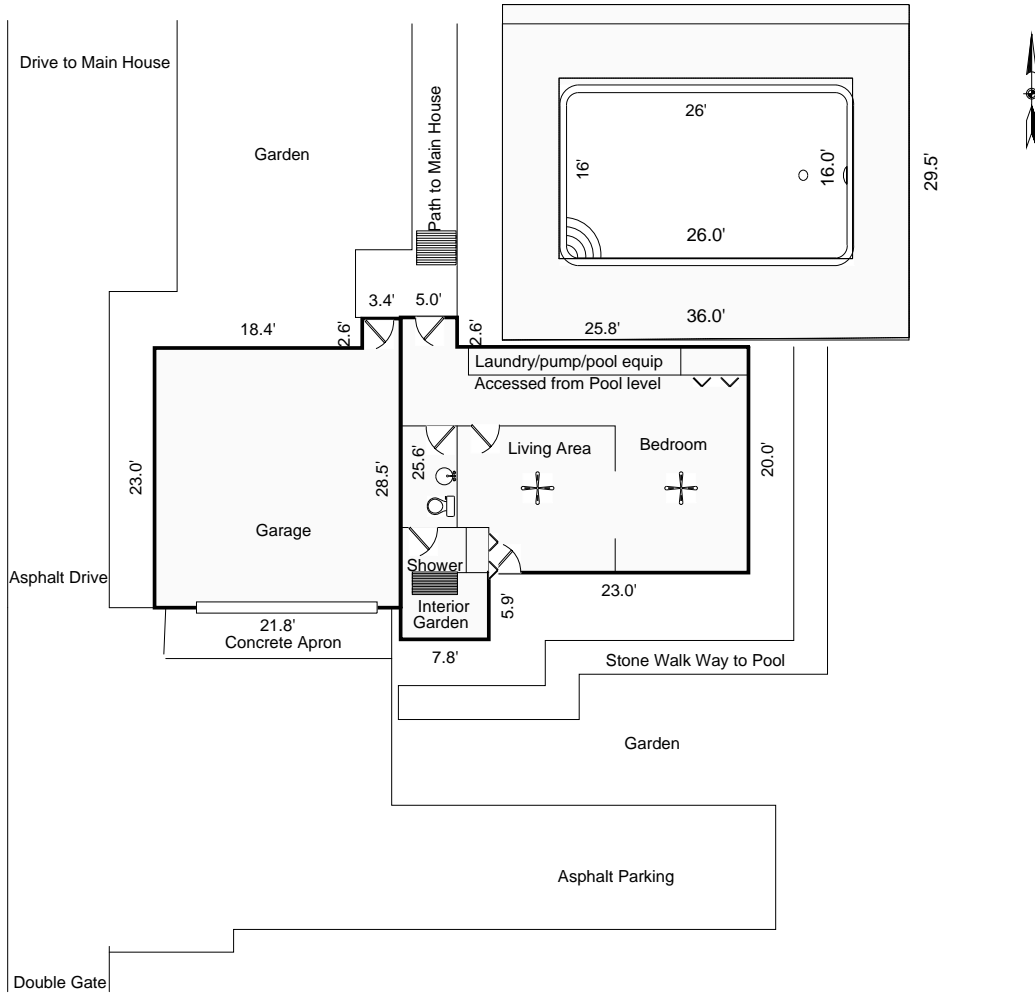 Drive to Main House
Garden
Path to Main House
26'
16'
16.0'
26.0'
29.5'
36.0'
3.4'
5.0'
18.4'
2.6'
2.6'
25.8'
Laundry/pump/pool equip
Accessed from Pool level
Living Area
Bedroom
23.0'
28.5'
25.6'
20.0'
Garage
Shower
Asphalt Drive
Interior
Garden
5.9'
23.0'
21.8'
Concrete Apron
7.8'
Stone Walk Way to Pool
Garden
Asphalt Parking
Double Gate